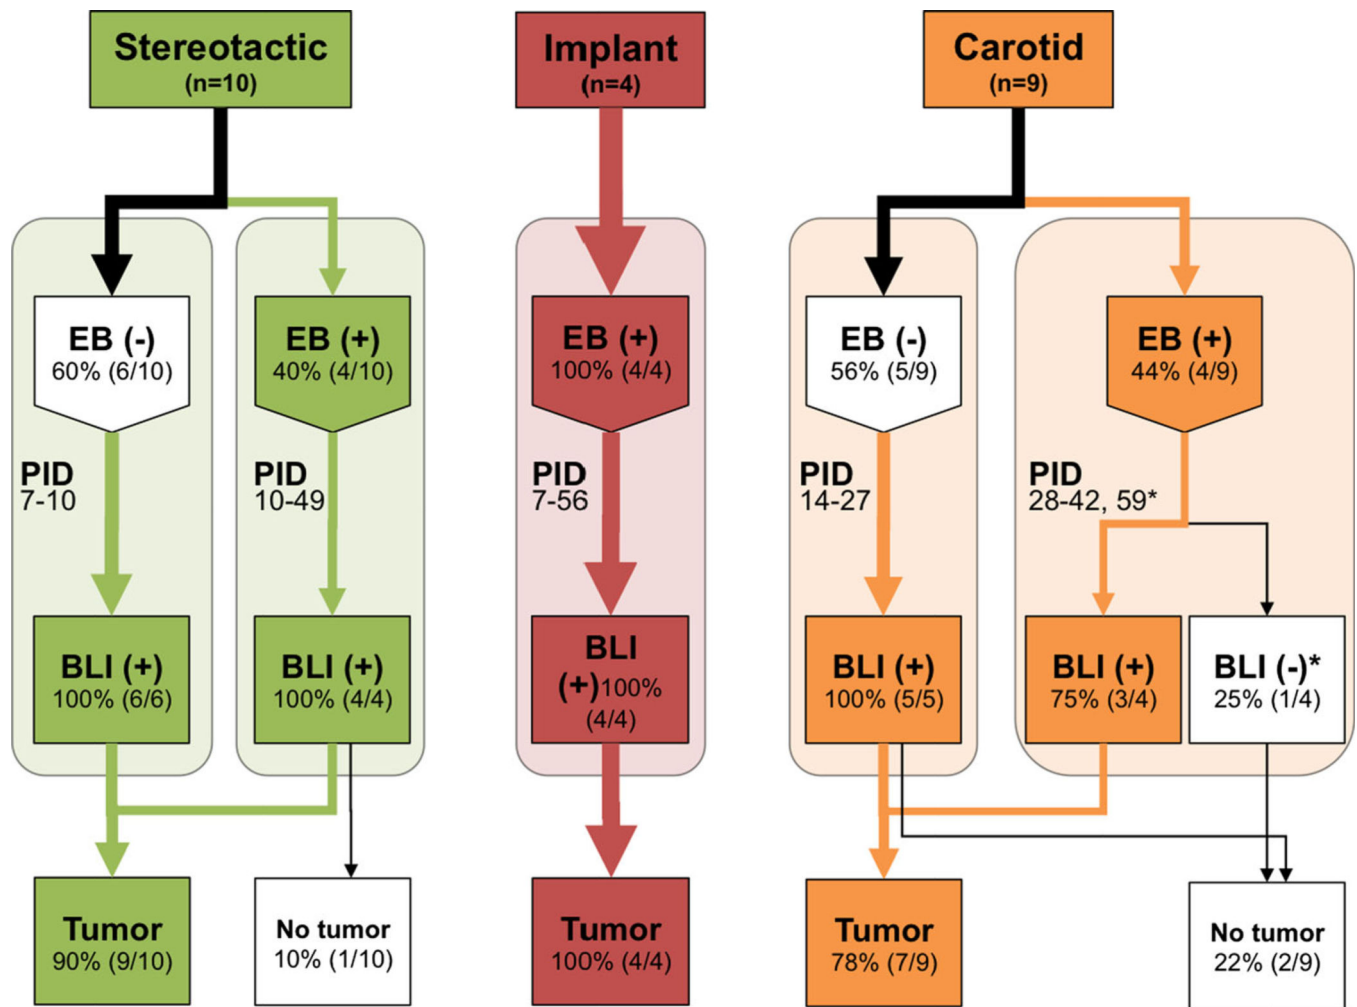 Stereotactic
(n=10)
Implant
(n=4)
Carotid
(n=9)
EB (-)
60% (6/10)
EB (+)
40% (4/10)
EB (+)
100% (4/4)
EB (-)
56% (5/9)
EB (+)
44% (4/9)
PID
7-10
PID
10-49
PID
7-56
PID
14-27
PID
28-42, 59*
BLI (+)
100% (6/6)
BLI (+)
100% (4/4)
BLI
(+)100%
(4/4)
BLI (+)
100% (5/5)
BLI (+)
75% (3/4)
BLI (-)*
25% (1/4)
Tumor
90% (9/10)
No tumor
10% (1/10)
Tumor
100% (4/4)
Tumor
78% (7/9)
No tumor
22% (2/9)